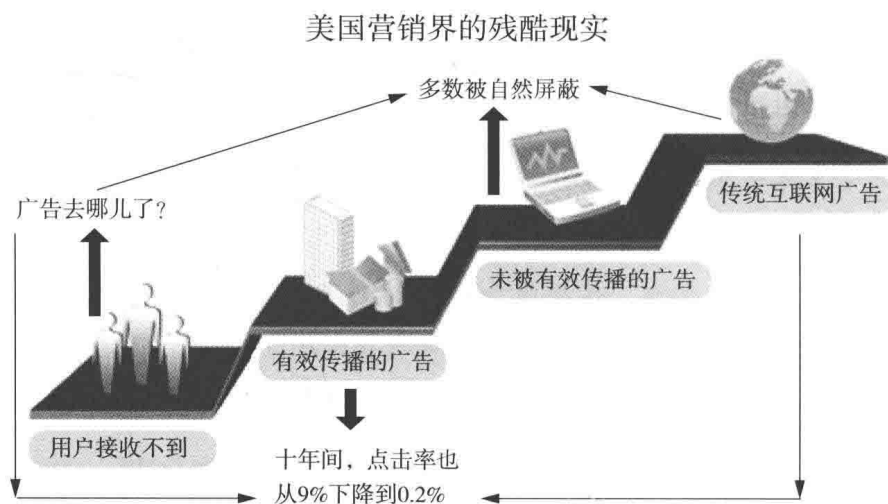 美国营销界的残酷现实
多数被自然屏蔽
传统互联网广告
广告去哪儿了?
未被有效传播的广告
有效传播的广告
用户接收不到
十年间，点击率也
从9%下降到0.2%